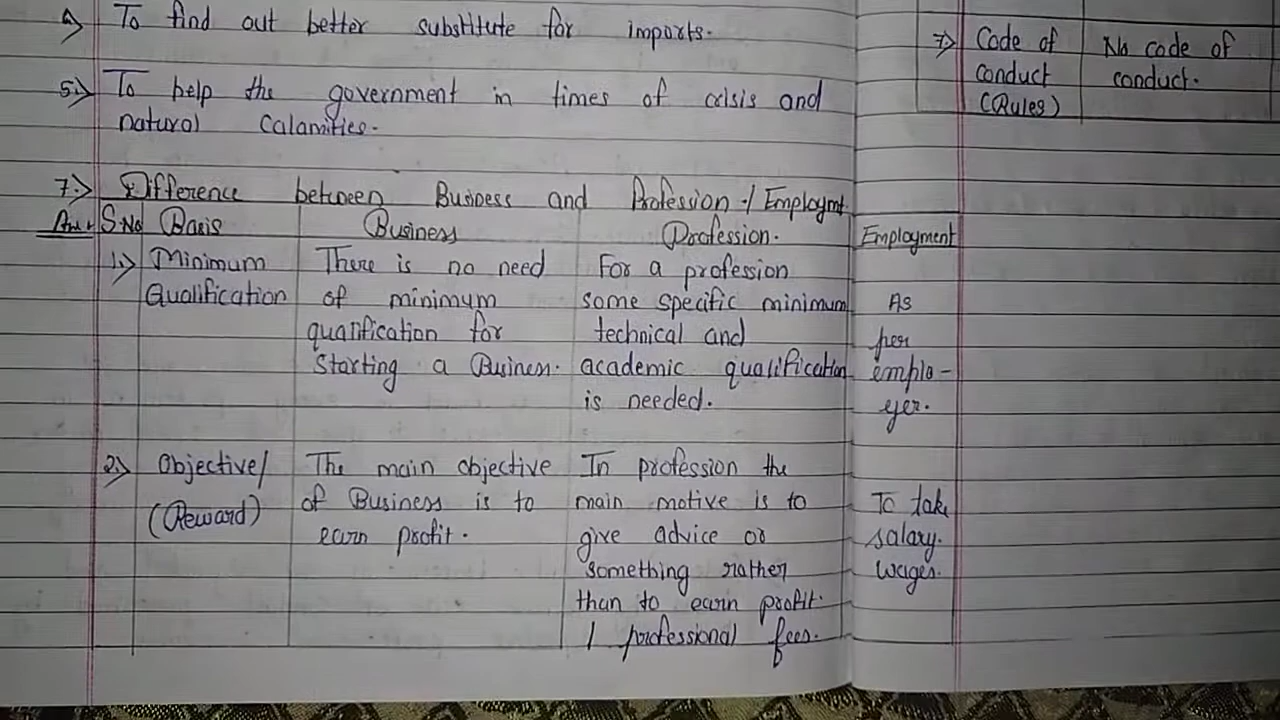 To find out better substitute for imports.
5.> To help the government in times of crisis and
natural Calamities.
7.> Difference between Business and Profession / Employmt
Ans. S.No Basis Business Profession. Employment
1.> Minimum There is no need For a profession
Qualification of minimum some specific minimum As
qualification for technical and per
Starting a Business. academic qualification emplo-
is needed. yer.
2.> Objective/ The main objective In profession the
(Reward) of Business is to main motive is to To take
earn profit. give advice or salary.
something rather wages.
than to earn profit.
/ professional fees.
7.> Code of No code of
conduct conduct.
(Rules)